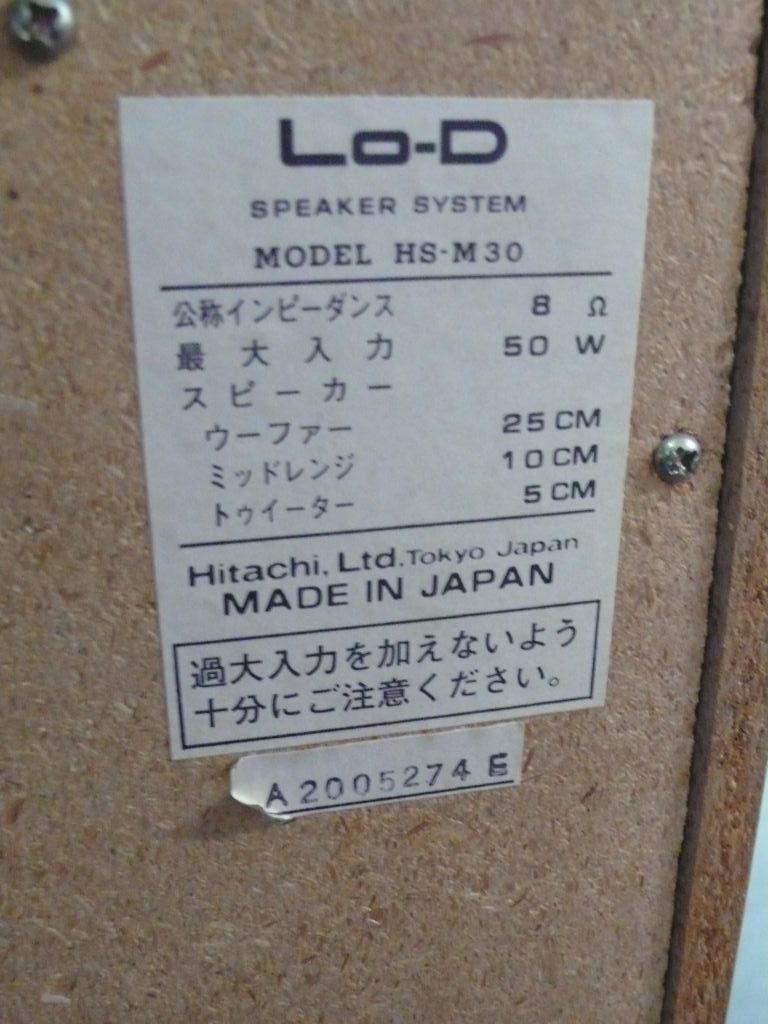 Lo-D
SPEAKER SYSTEM
MODEL HS-M30
公称インピーダンス 8 Ω
最大入力 50 W
スピーカー
ウーファー 25 CM
ミッドレンジ 10 CM
トゥイーター 5 CM
Hitachi, Ltd. Tokyo Japan
MADE IN JAPAN
過大入力を加えないよう
十分にご注意ください。
A2005274E